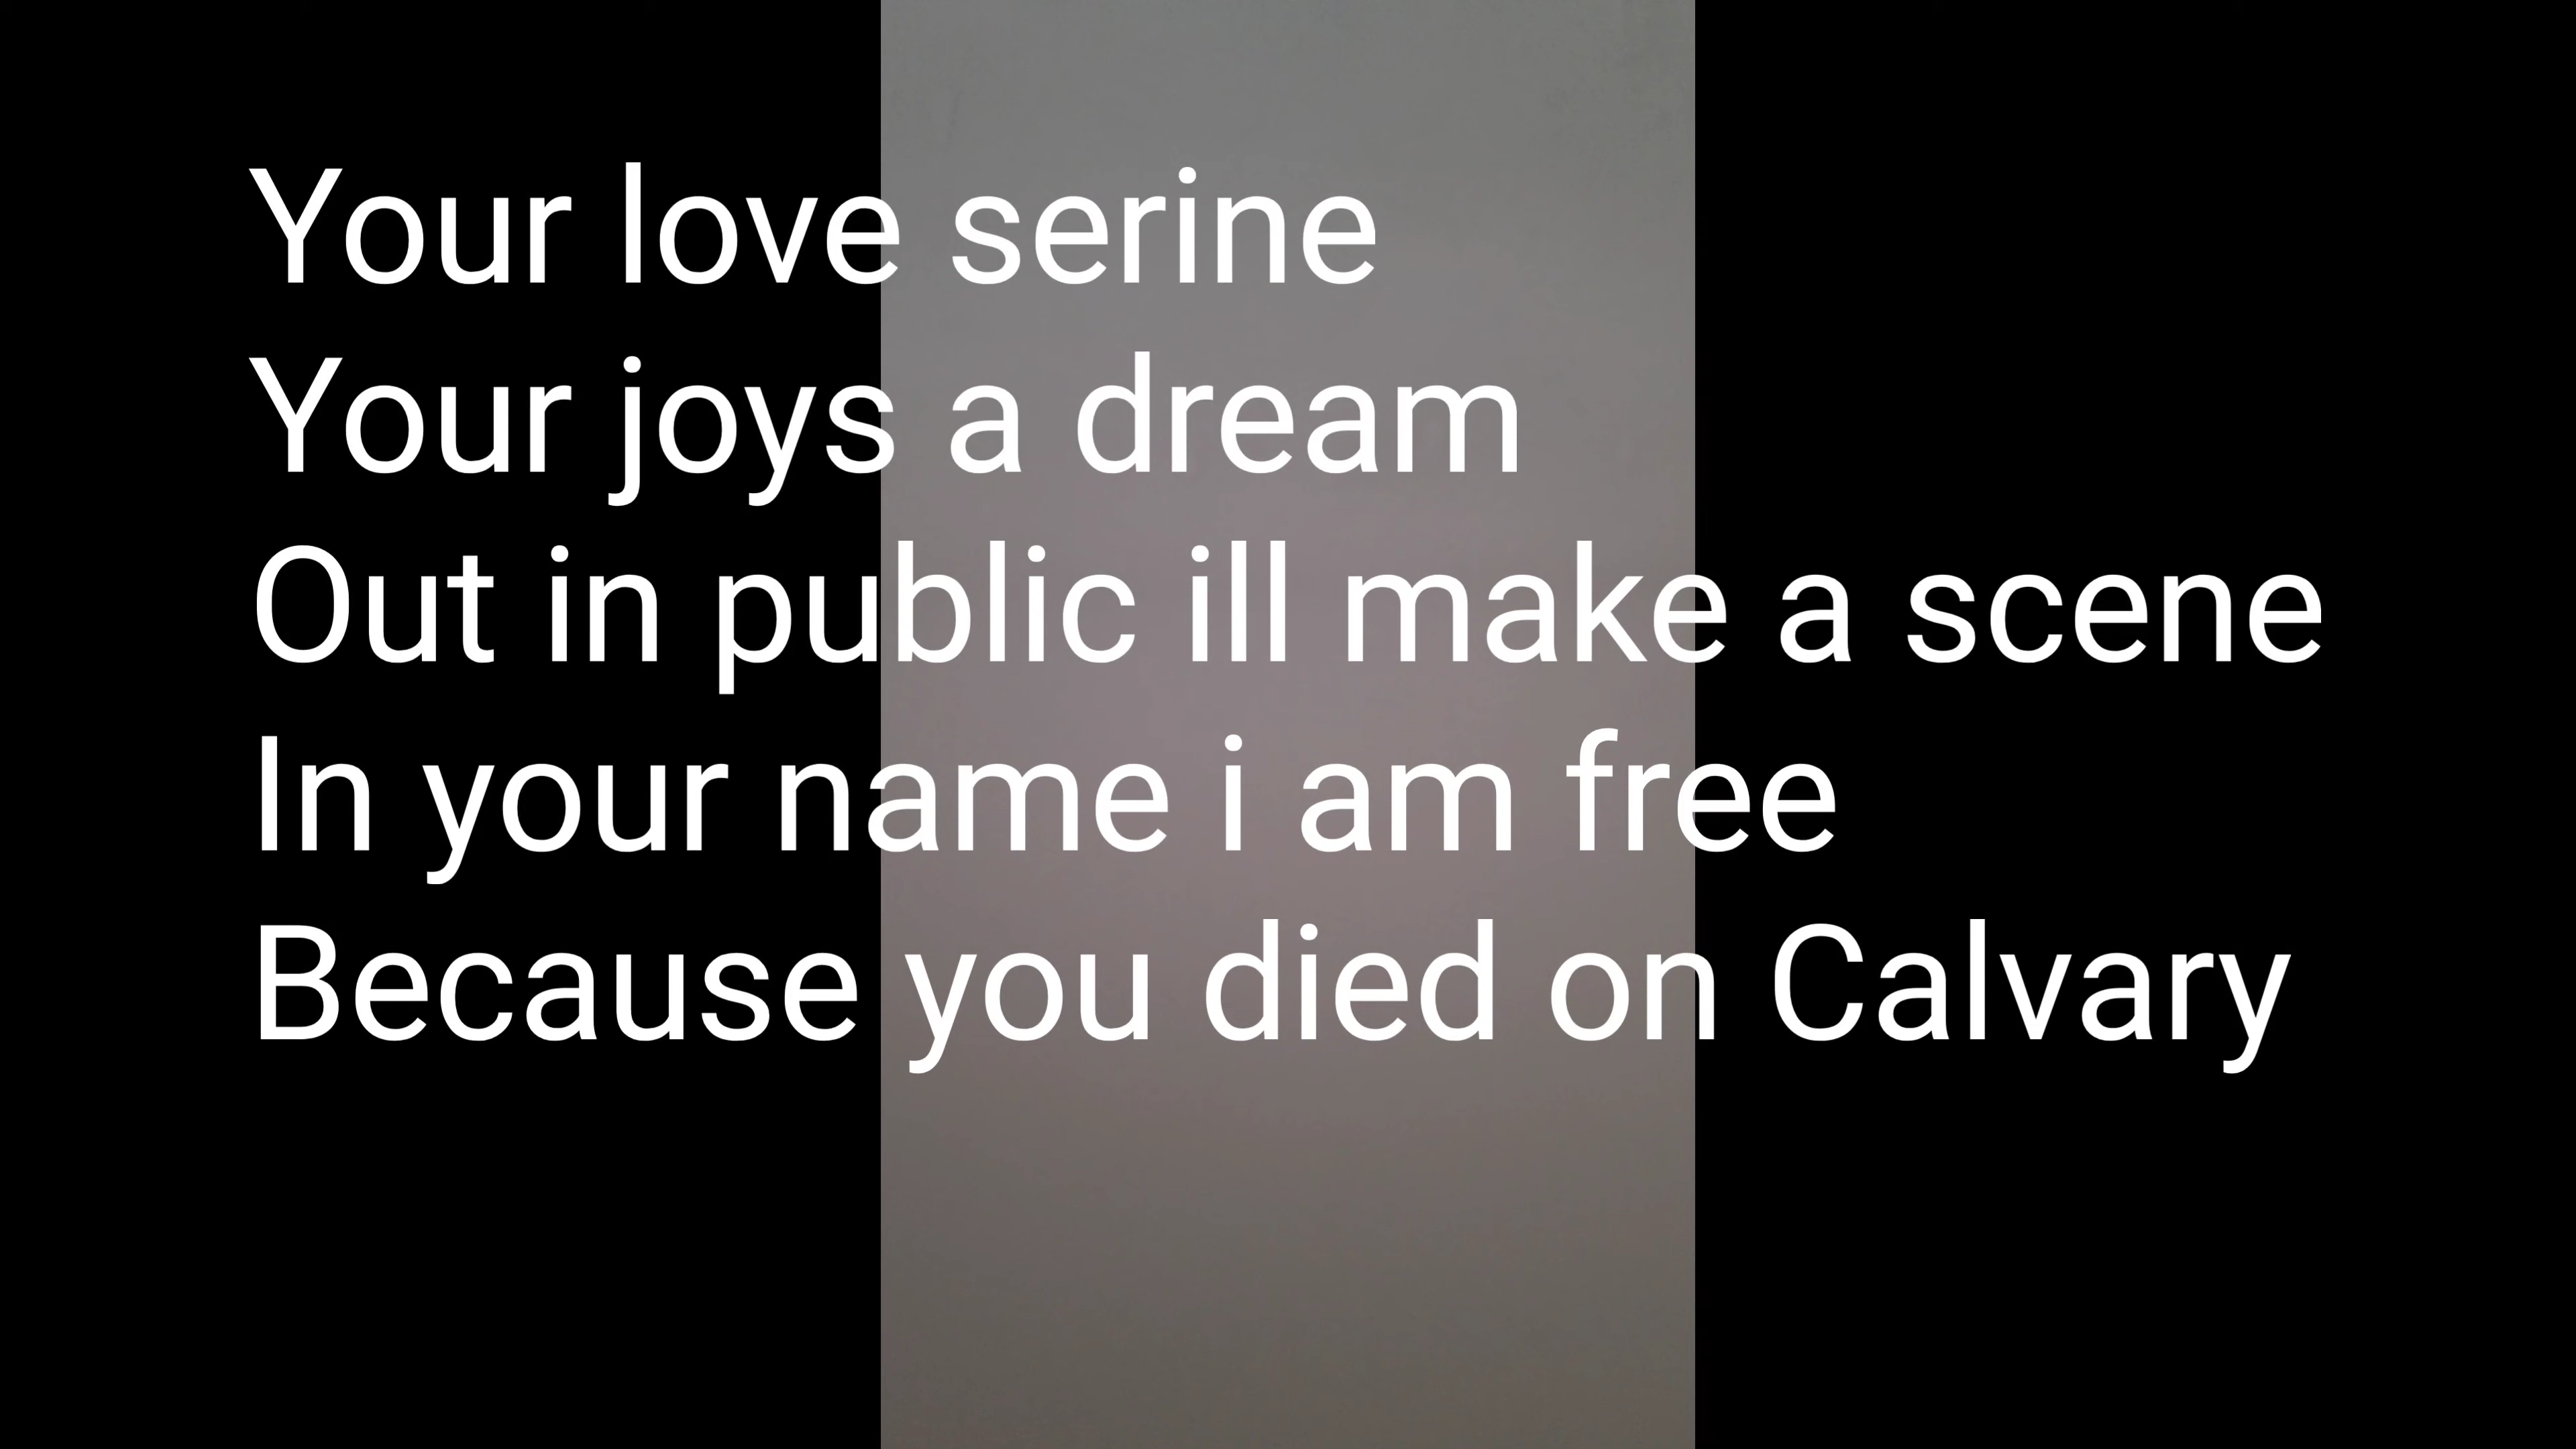 Your love serine
Your joys a dream
Out in public ill make a scene
In your name i am free
Because you died on Calvary